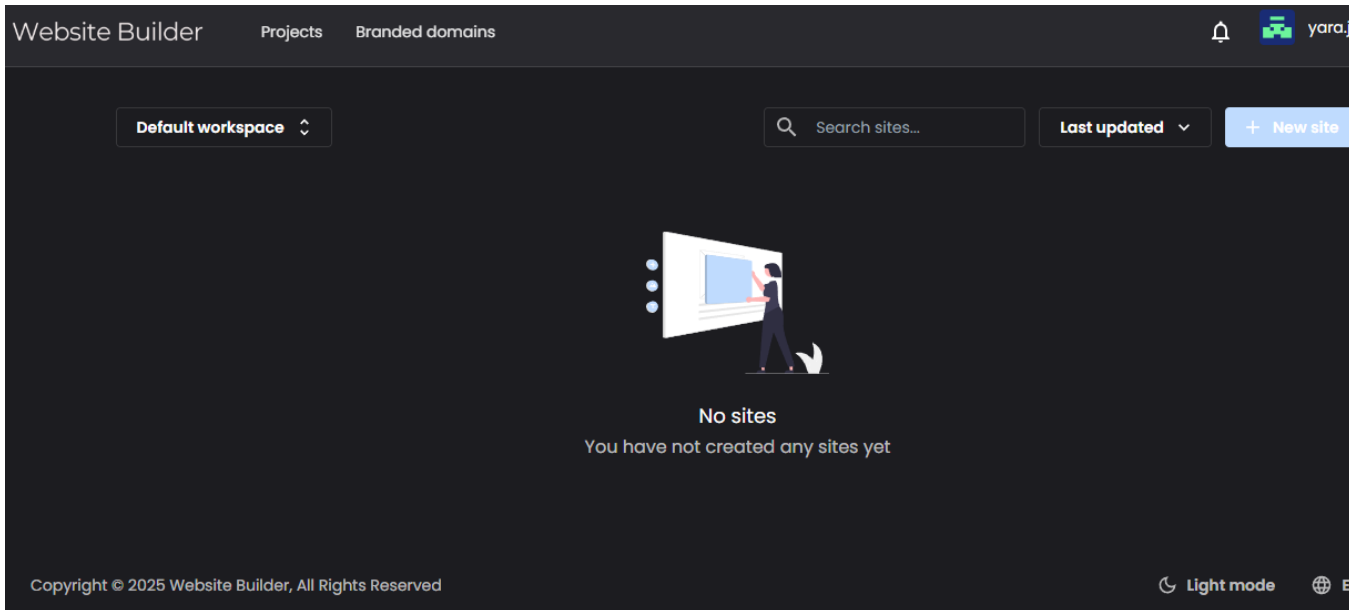 Website Builder Projects Branded domains yara.j
Default workspace Search sites... Last updated + New site
No sites
You have not created any sites yet
Copyright © 2025 Website Builder, All Rights Reserved Light mode E